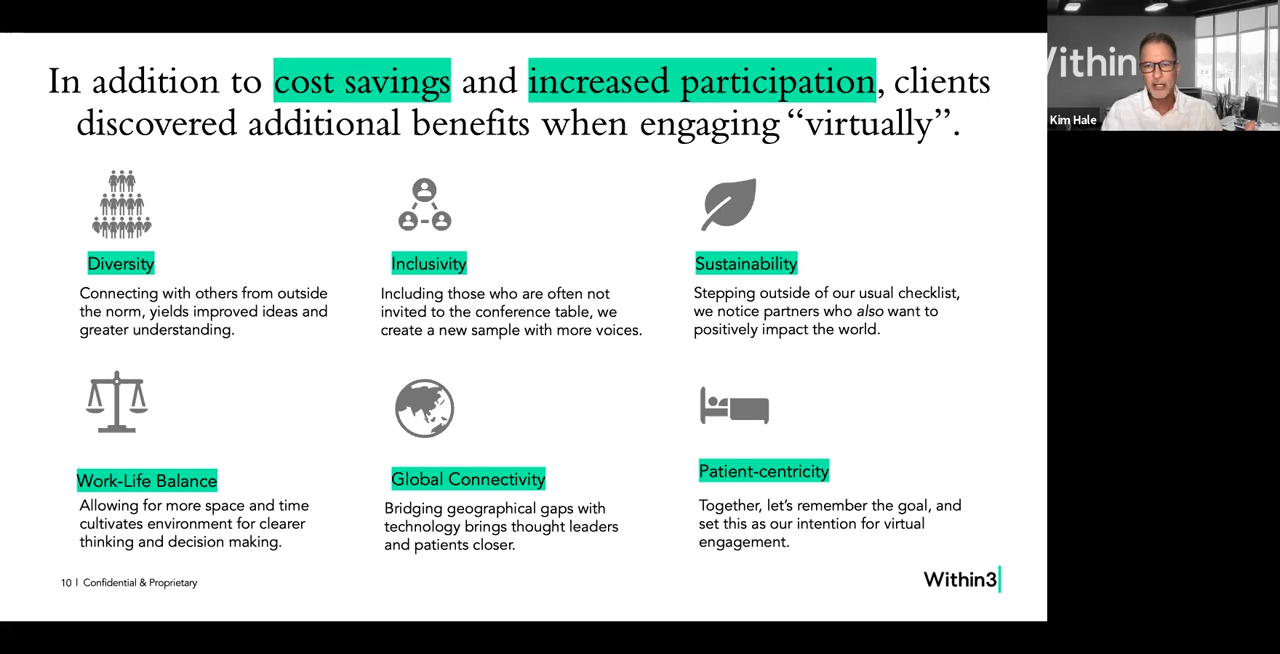 In addition to cost savings and increased participation, clients
discovered additional benefits when engaging “virtually”.
Diversity
Connecting with others from outside
the norm, yields improved ideas and
greater understanding.
Inclusivity
Including those who are often not
invited to the conference table, we
create a new sample with more voices.
Sustainability
Stepping outside of our usual checklist,
we notice partners who also want to
positively impact the world.
Work-Life Balance
Allowing for more space and time
cultivates environment for clearer
thinking and decision making.
Global Connectivity
Bridging geographical gaps with
technology brings thought leaders
and patients closer.
Patient-centricity
Together, let’s remember the goal, and
set this as our intention for virtual
engagement.
10 | Confidential & Proprietary
Within3
Within
Kim Hale